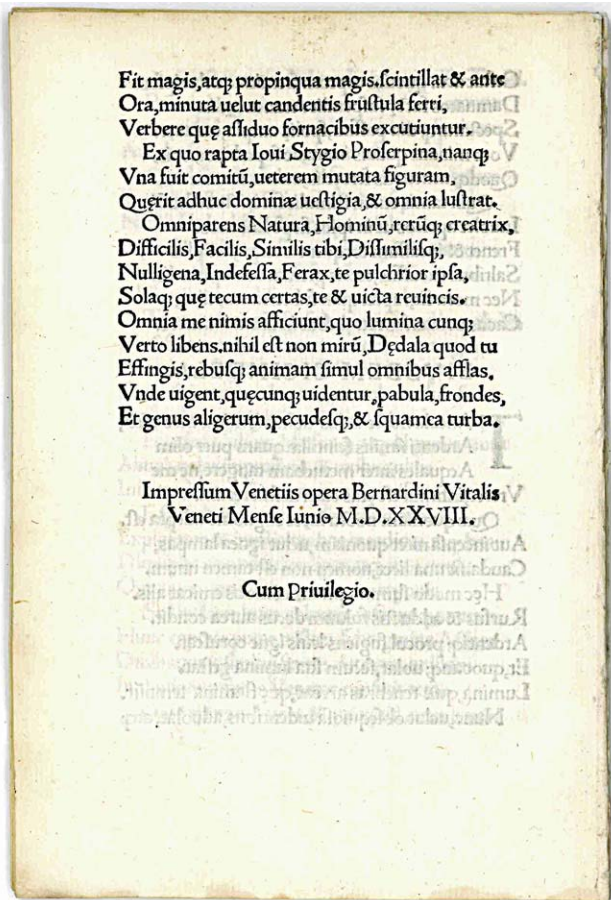 Fit magis,atq; propinqua magis.ſcintillat & ante
Ora,minuta uelut candentis fruſtula ferri,
Verbere quę aſſiduo fornacibus excutiuntur.
Ex quo rapta Ioui Stygio Proſerpina,nanq;
Vna fuit comitū,ueterem mutata figuram,
Quęrit adhuc dominæ ueſtigia,& omnia luſtrat.
Omniparens Natura,Hominū,rerūq; creatrix,
Difficilis,Facilis,Similis tibi,Diſſimiliſq;,
Nulligena,Indefeſſa,Ferax,te pulchrior ipſa,
Solaq; quę tecum certas,te & uicta reuincis.
Omnia me nimis afficiunt,quo lumina cunq;
Verto libens.nihil eſt non mirū,Dędala quod tu
Effingis,rebuſq; animam ſimul omnibus afflas.
Vnde uigent,quęcunq; uidentur,pabula,frondes,
Et genus aligerum,pecudeſq;,& ſquamea turba.
Impreſſum Venetiis opera Bernardini Vitalis
Veneti Menſe Iunio M.D.XXVIII.
Cum Priuilegio.